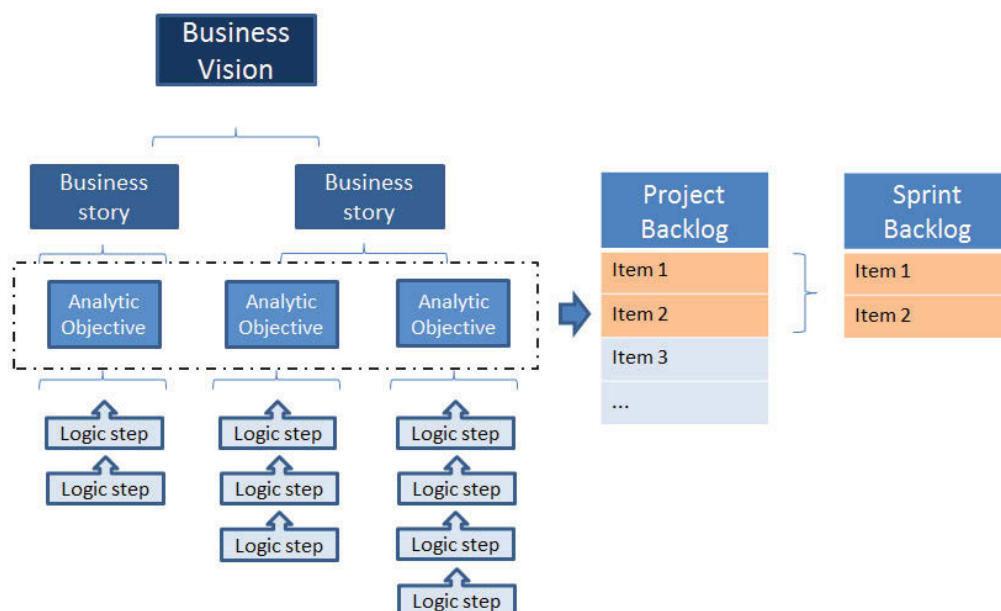 Business
Vision
Business
story
Business
story
Analytic
Objective
Analytic
Objective
Analytic
Objective
Logic step
Logic step
Logic step
Logic step
Logic step
Logic step
Logic step
Logic step
Logic step
Project
Backlog
Item 1
Item 2
Item 3
...
Sprint
Backlog
Item 1
Item 2